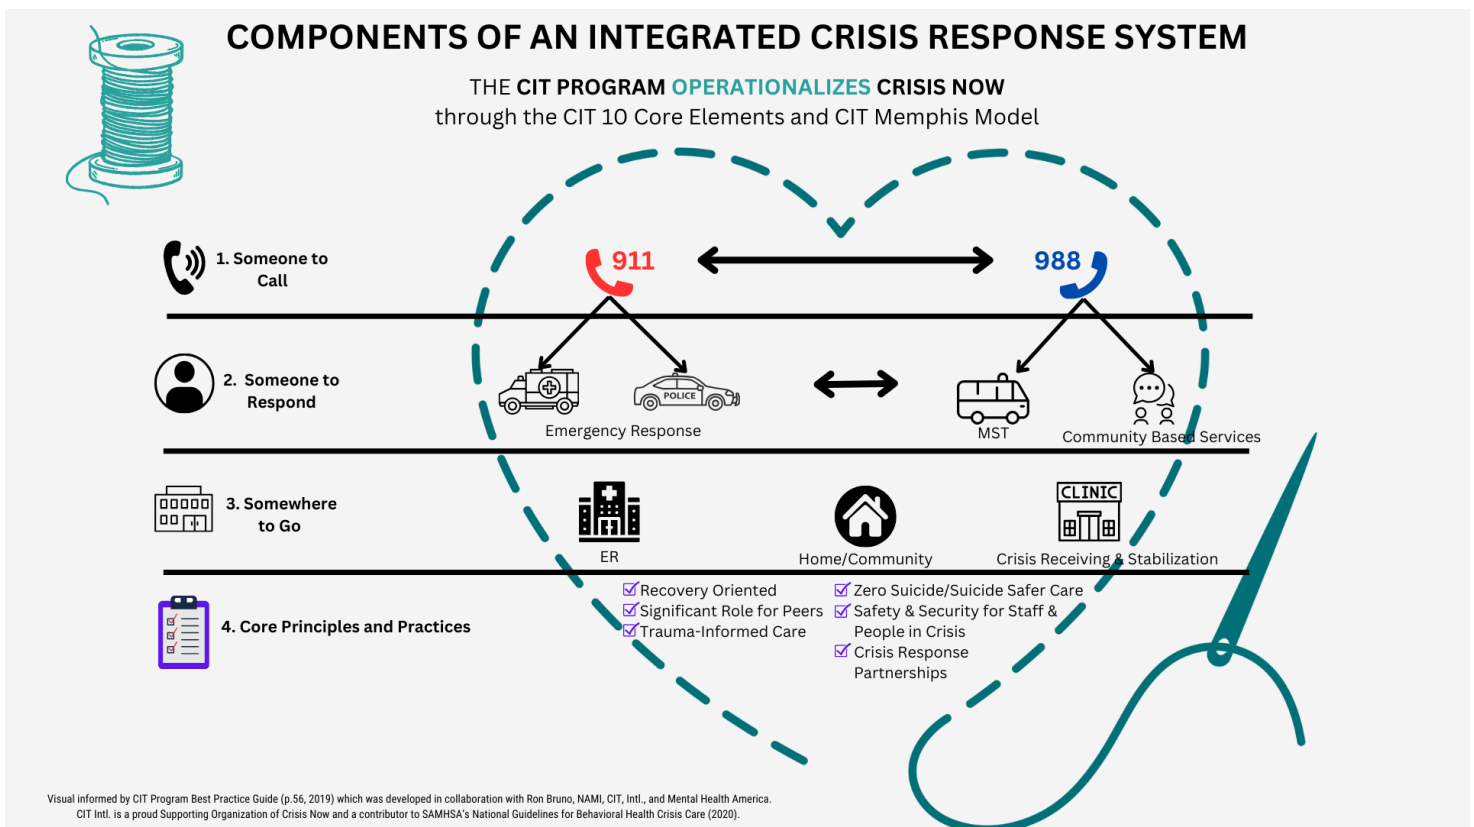 COMPONENTS OF AN INTEGRATED CRISIS RESPONSE SYSTEM
THE CIT PROGRAM OPERATIONALIZES CRISIS NOW
through the CIT 10 Core Elements and CIT Memphis Model
1. Someone to
Call
911
988
2. Someone to
Respond
POLICE
Emergency Response
MST
Community Based Services
3. Somewhere
to Go
ER
Home/Community
CLINIC
Crisis Receiving & Stabilization
4. Core Principles and Practices
Recovery Oriented
Significant Role for Peers
Trauma-Informed Care
Zero Suicide/Suicide Safer Care
Safety & Security for Staff &
People in Crisis
Crisis Response
Partnerships
Visual informed by CIT Program Best Practice Guide (p.56, 2019) which was developed in collaboration with Ron Bruno, NAMI, CIT, Intl., and Mental Health America.
CIT Intl. is a proud Supporting Organization of Crisis Now and a contributor to SAMHSA's National Guidelines for Behavioral Health Crisis Care (2020).